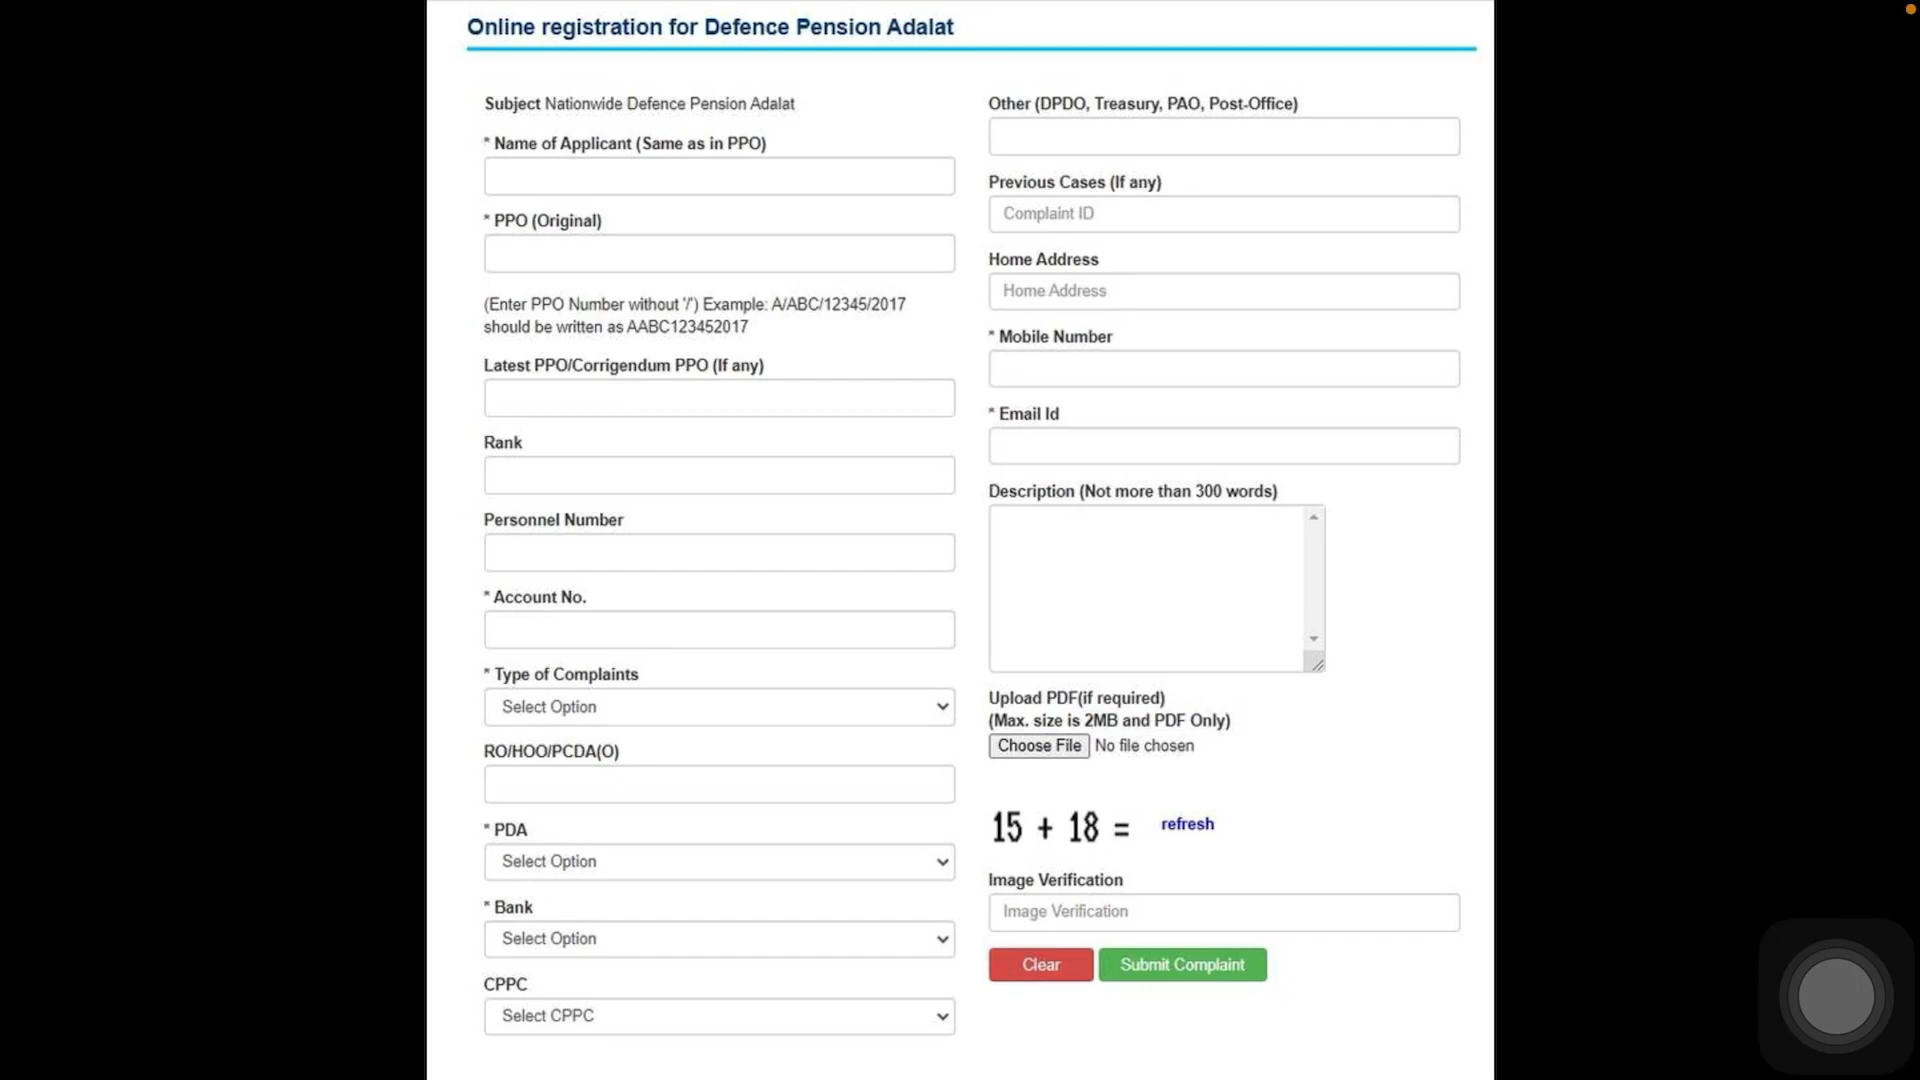 Online registration for Defence Pension Adalat
Subject Nationwide Defence Pension Adalat
* Name of Applicant (Same as in PPO)
* PPO (Original)
(Enter PPO Number without '/') Example: A/ABC/12345/2017
should be written as AABC123452017
Latest PPO/Corrigendum PPO (If any)
Rank
Personnel Number
* Account No.
* Type of Complaints
Select Option
RO/HOO/PCDA(O)
* PDA
Select Option
* Bank
Select Option
CPPC
Select CPPC
Other (DPDO, Treasury, PAO, Post-Office)
Previous Cases (If any)
Complaint ID
Home Address
Home Address
* Mobile Number
* Email Id
Description (Not more than 300 words)
Upload PDF(if required)
(Max. size is 2MB and PDF Only)
Choose File No file chosen
15 + 18 = refresh
Image Verification
Image Verification
Clear Submit Complaint